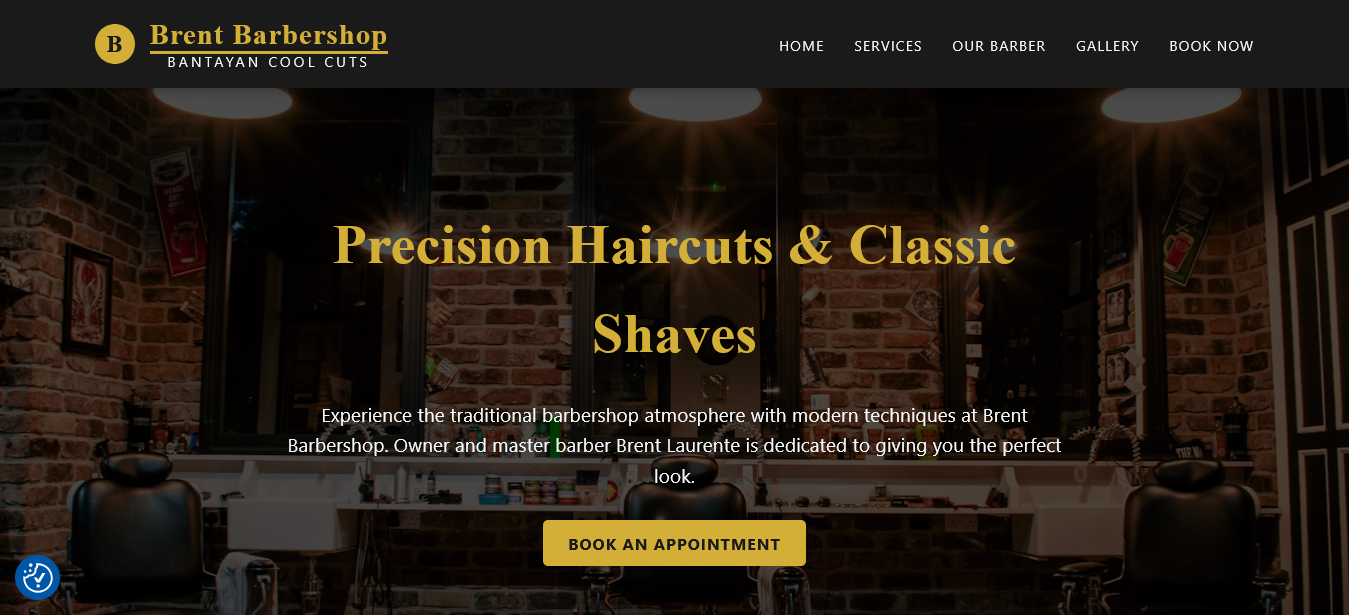 B
Brent Barbershop
BANTAYAN COOL CUTS
HOME SERVICES OUR BARBER GALLERY BOOK NOW
Precision Haircuts & Classic
Shaves
Experience the traditional barbershop atmosphere with modern techniques at Brent
Barbershop. Owner and master barber Brent Laurente is dedicated to giving you the perfect
look.
BOOK AN APPOINTMENT